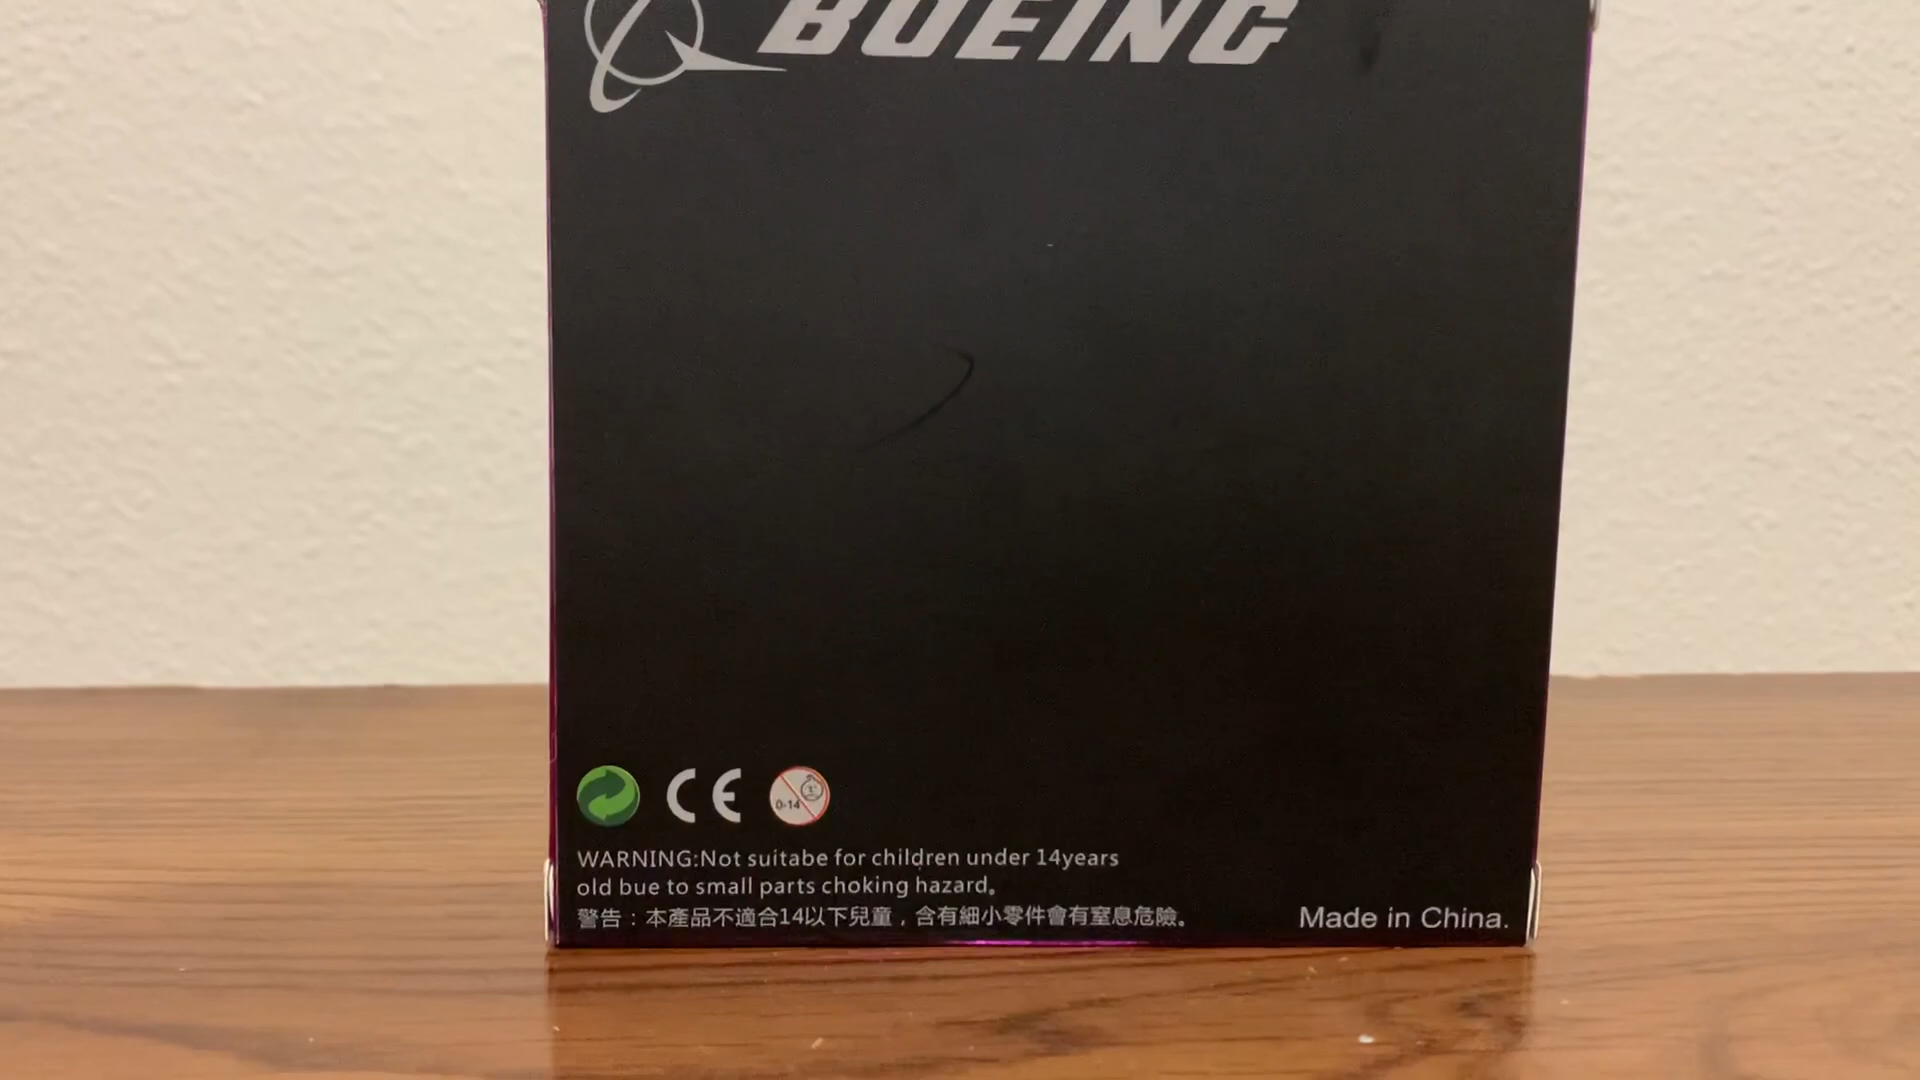 BOEING
CE
0-14
WARNING:Not suitabe for children under 14years
old bue to small parts choking hazard。
警告：本產品不適合14以下兒童，含有細小零件會有窒息危險。
Made in China.